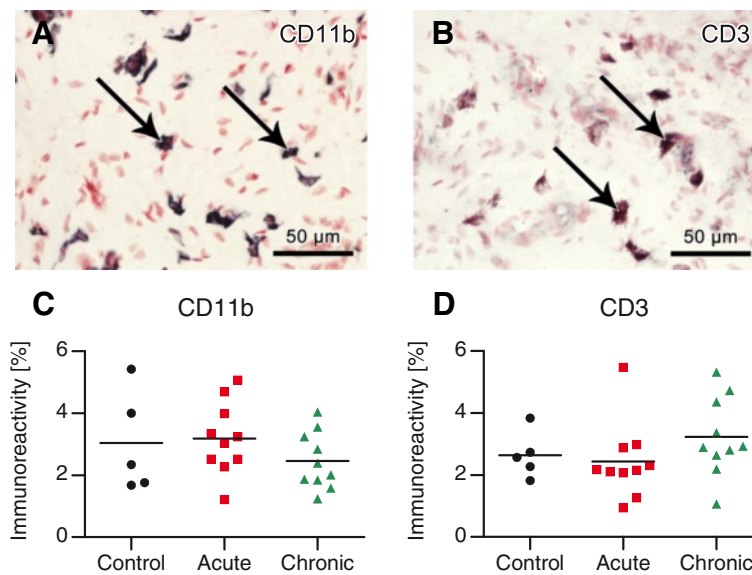 A
CD11b
50 µm
B
CD3
50 µm
C
CD11b
Immunoreactivity [%]
6
4
2
0
Control Acute Chronic
D
CD3
Immunoreactivity [%]
6
4
2
0
Control Acute Chronic